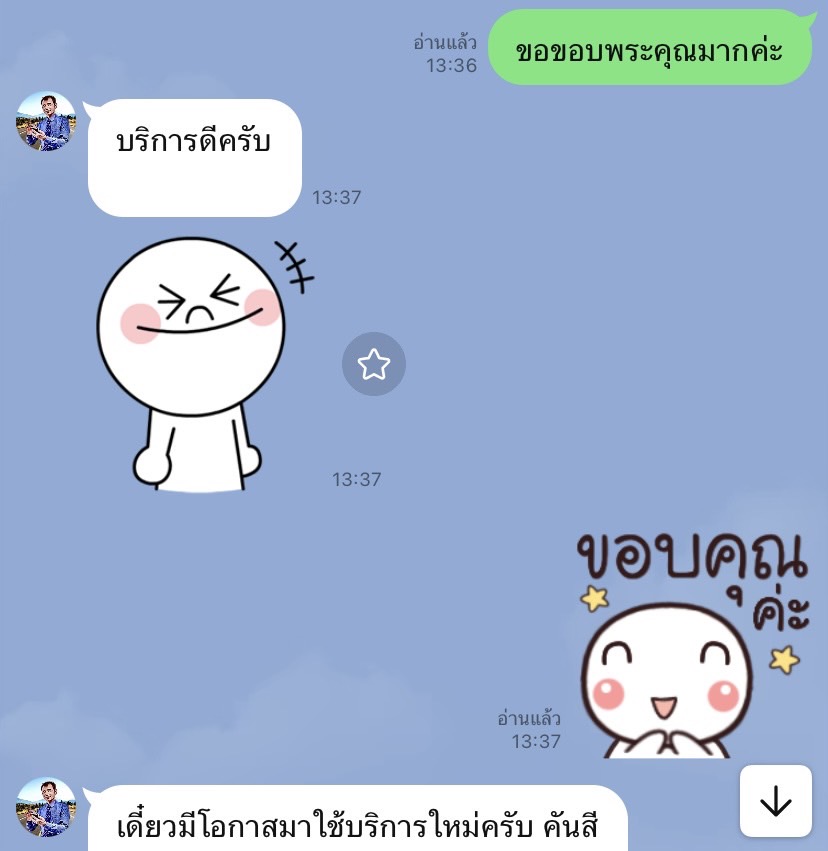 ขอขอบพระคุณมากค่ะ
อ่านแล้ว
13:36
บริการดีครับ
13:37
13:37
ขอบคุณ
ค่ะ
อ่านแล้ว
13:37
เดี๋ยวมีโอกาสมาใช้บริการใหม่ครับ คันสี